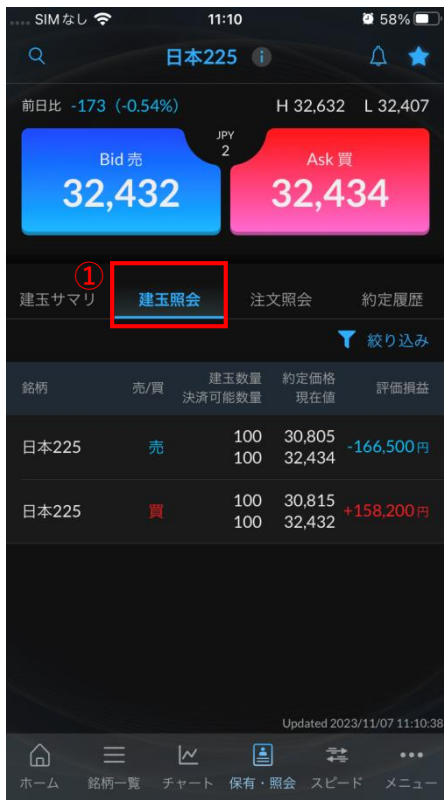 SIMなし 11:10 58%
日本225 i
前日比 -173 (-0.54%) H 32,632 L 32,407
JPY
2
Bid 売 Ask 買
32,432 32,434
①
建玉サマリ 建玉照会 注文照会 約定履歴
絞り込み
銘柄 売/買 建玉数量 約定価格 評価損益
決済可能数量 現在値
日本225 売 100 30,805 -166,500円
100 32,434
日本225 買 100 30,815 +158,200円
100 32,432
Updated 2023/11/07 11:10:38
ホーム 銘柄一覧 チャート 保有・照会 スピード メニュー